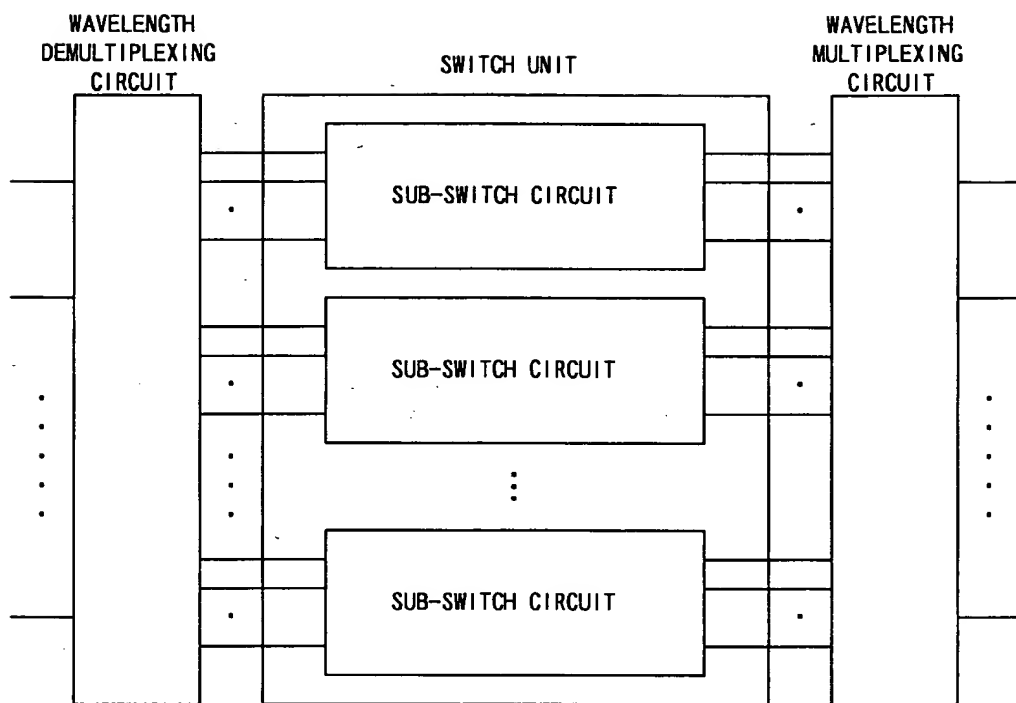 WAVELENGTH
DEMULTIPLEXING
CIRCUIT
SWITCH UNIT
WAVELENGTH
MULTIPLEXING
CIRCUIT
SUB-SWITCH CIRCUIT
SUB-SWITCH CIRCUIT
SUB-SWITCH CIRCUIT